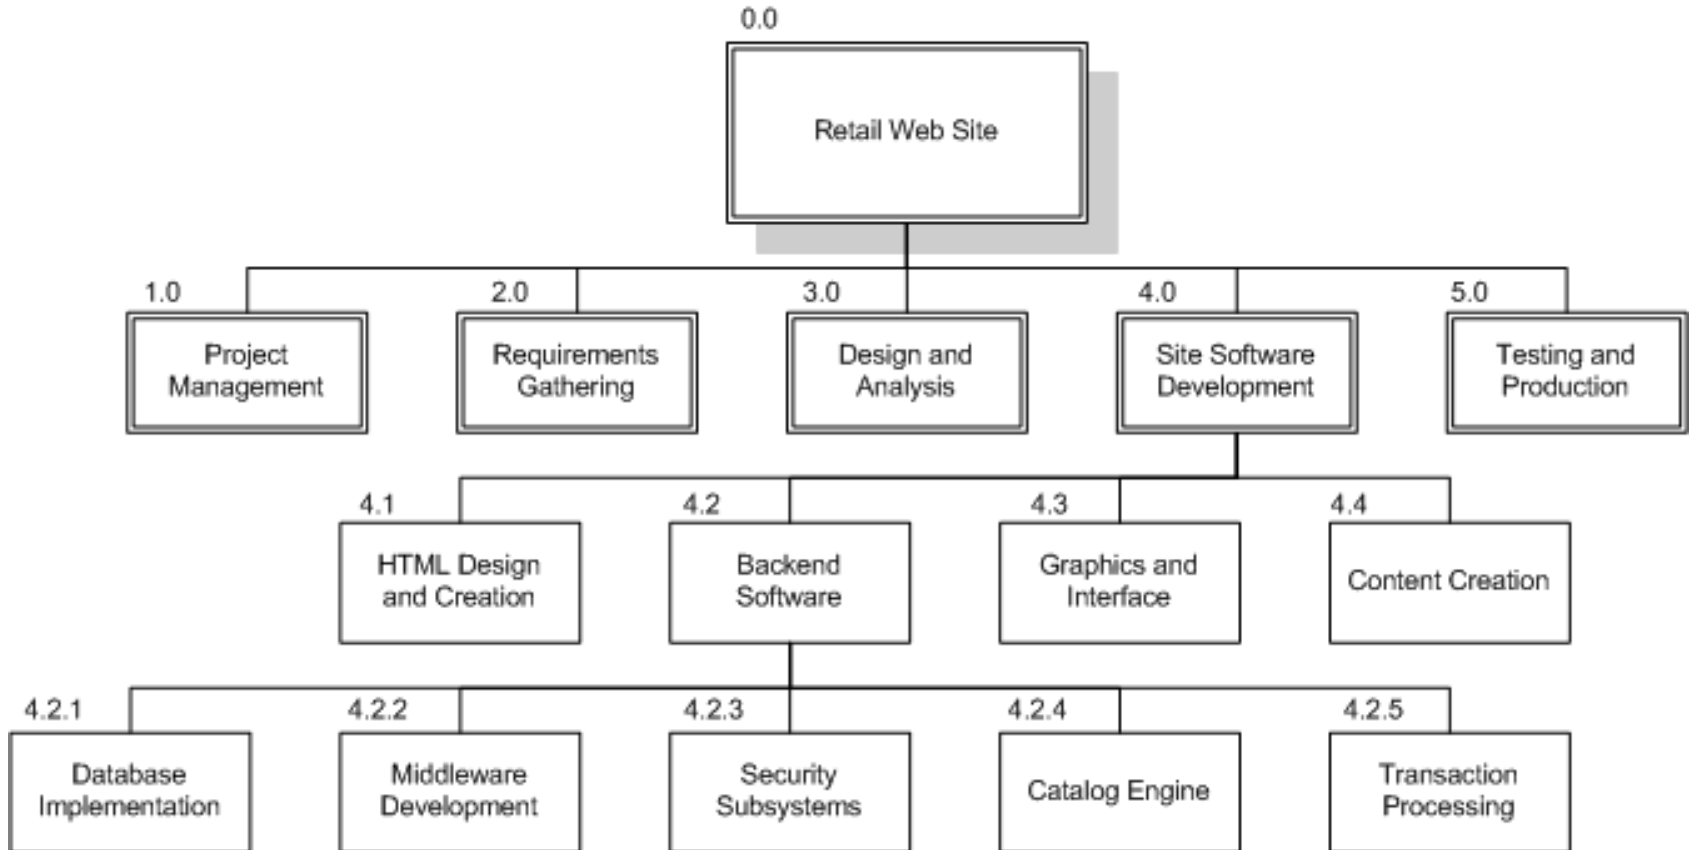 0.0
Retail Web Site
1.0
2.0
3.0
4.0
5.0
Project
Management
Requirements
Gathering
Design and
Analysis
Site Software
Development
Testing and
Production
4.1
4.2
4.3
4.4
HTML Design
and Creation
Backend
Software
Graphics and
Interface
Content Creation
4.2.1
4.2.2
4.2.3
4.2.4
4.2.5
Database
Implementation
Middleware
Development
Security
Subsystems
Catalog Engine
Transaction
Processing